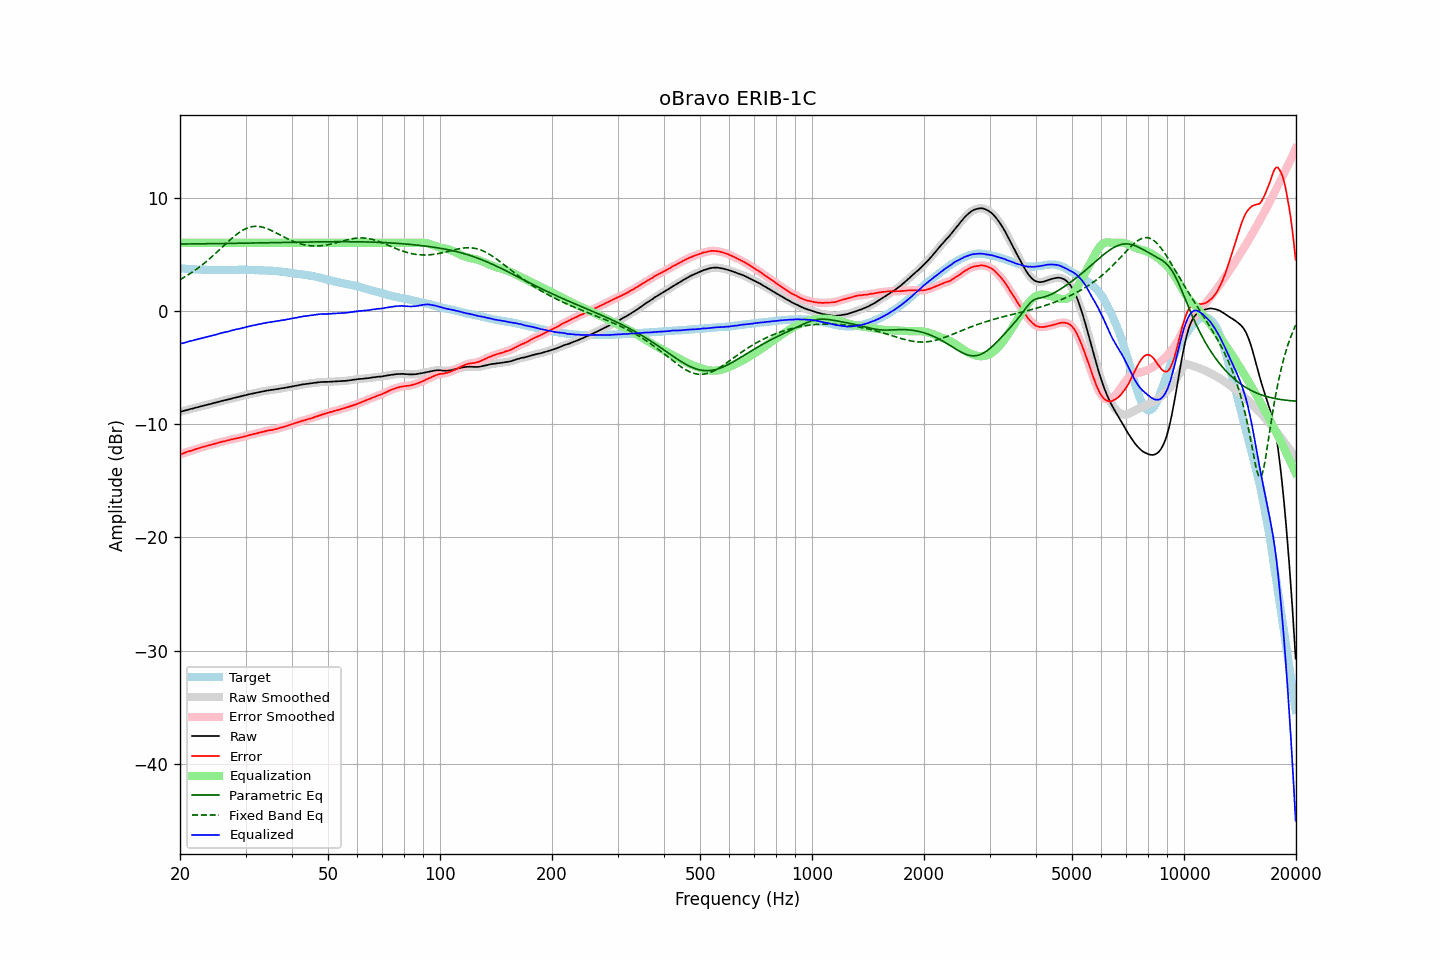 oBravo ERIB-1C
Amplitude (dBr)
10
0
−10
−20
−30
−40
Target
Raw Smoothed
Error Smoothed
Raw
Error
Equalization
Parametric Eq
Fixed Band Eq
Equalized
20 50 100 200 500 1000 2000 5000 10000 20000
Frequency (Hz)